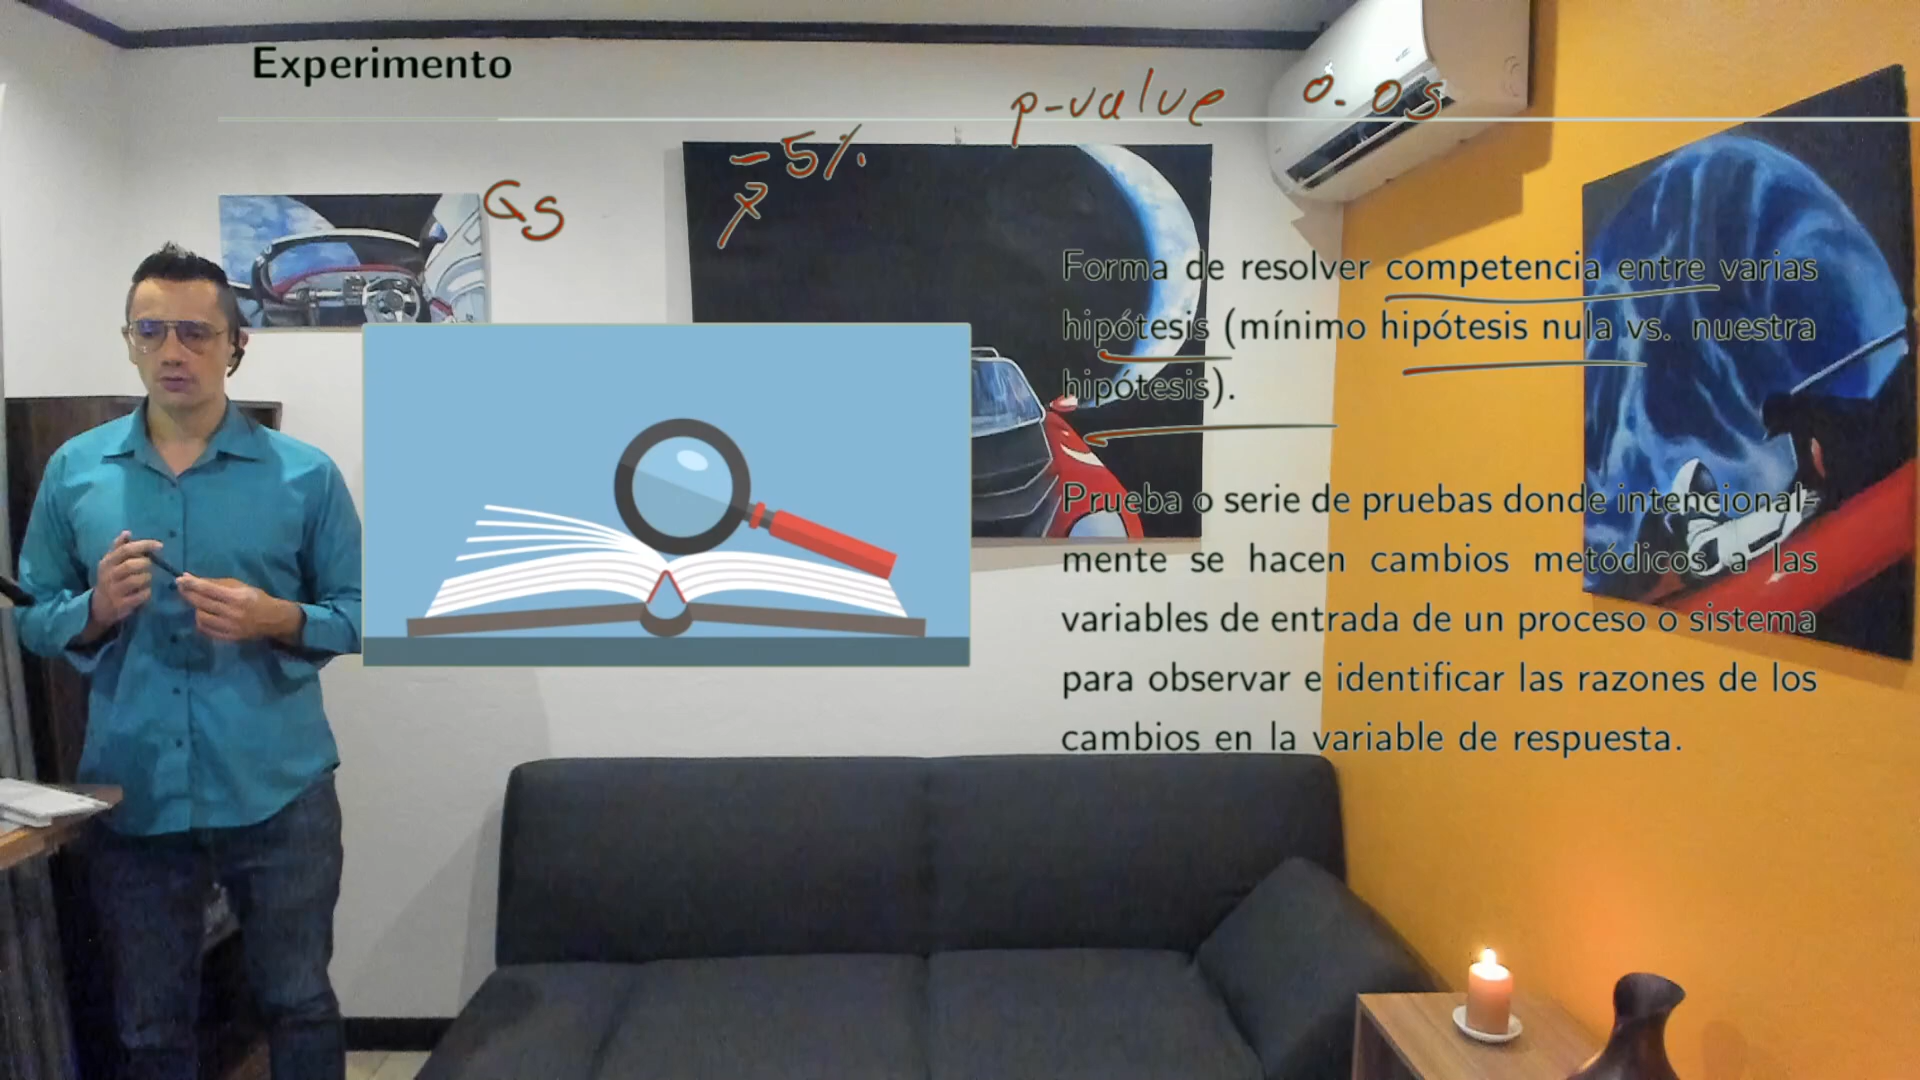 Experimento
p-value 0.05
- 5%
7
Gs
Forma de resolver competencia entre varias
hipótesis (mínimo hipótesis nula vs. nuestra
hipótesis).
Prueba o serie de pruebas donde intencional-
mente se hacen cambios metódicos a las
variables de entrada de un proceso o sistema
para observar e identificar las razones de los
cambios en la variable de respuesta.